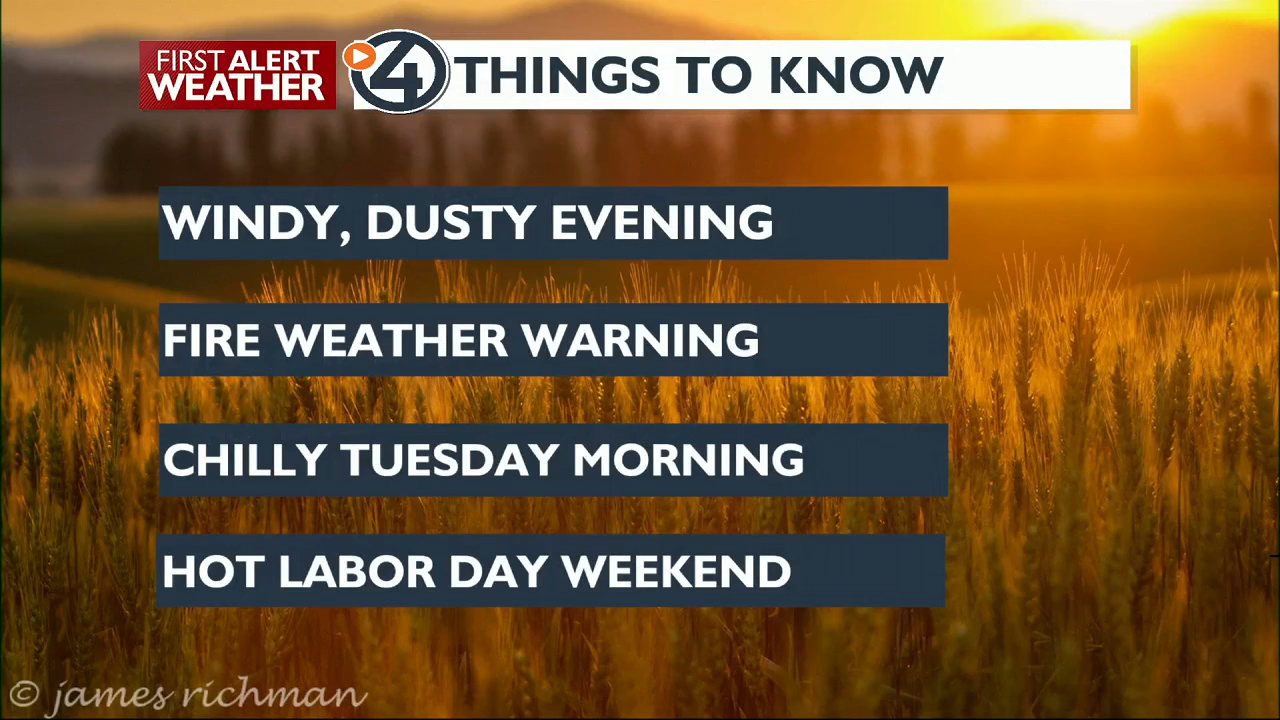 FIRST ALERT
WEATHER
4 THINGS TO KNOW
WINDY, DUSTY EVENING
FIRE WEATHER WARNING
CHILLY TUESDAY MORNING
HOT LABOR DAY WEEKEND
© james richman